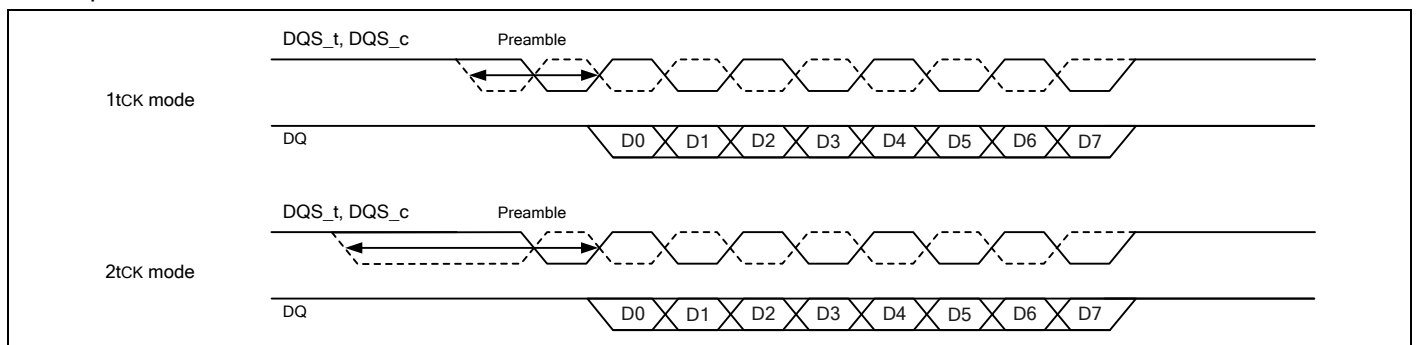 DQS_t, DQS_c Preamble
1tCK mode
DQ D0 D1 D2 D3 D4 D5 D6 D7
DQS_t, DQS_c Preamble
2tCK mode
DQ D0 D1 D2 D3 D4 D5 D6 D7